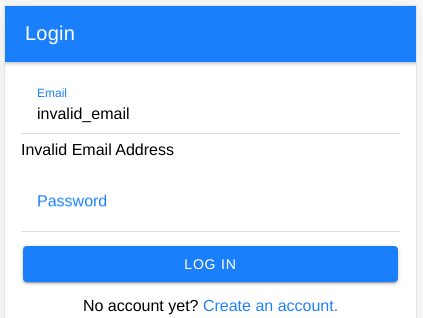 Login
Email
invalid_email
Invalid Email Address
Password
LOG IN
No account yet? Create an account.